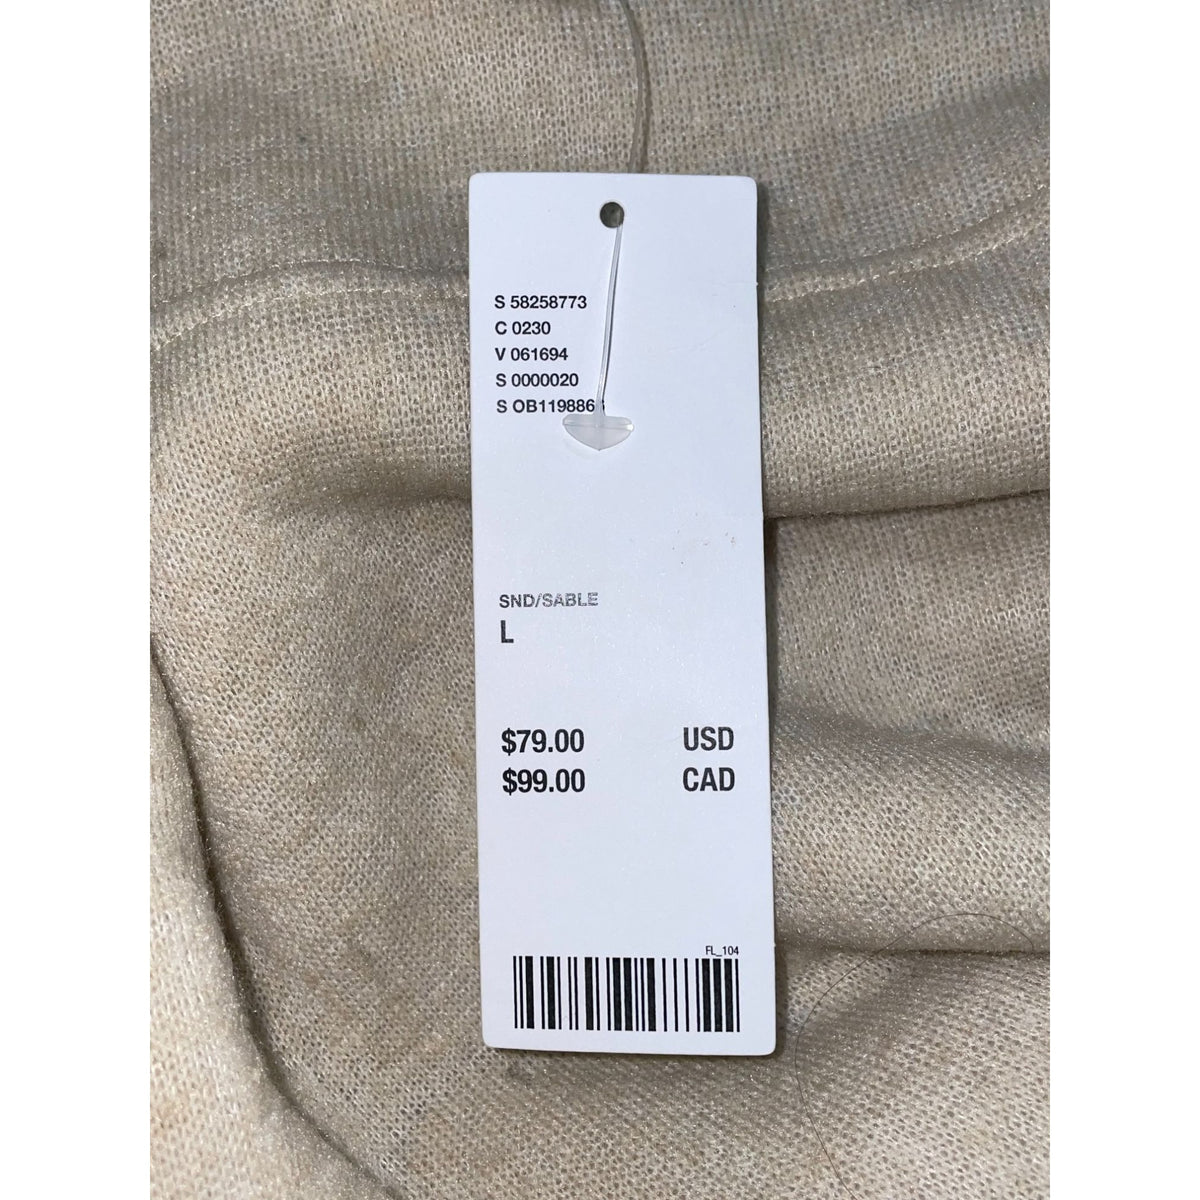 S 58258773
C 0230
V 061694
S 0000020
S
SND/SABLE
L
$79.00 USD
$99.00 CAD
FL_104